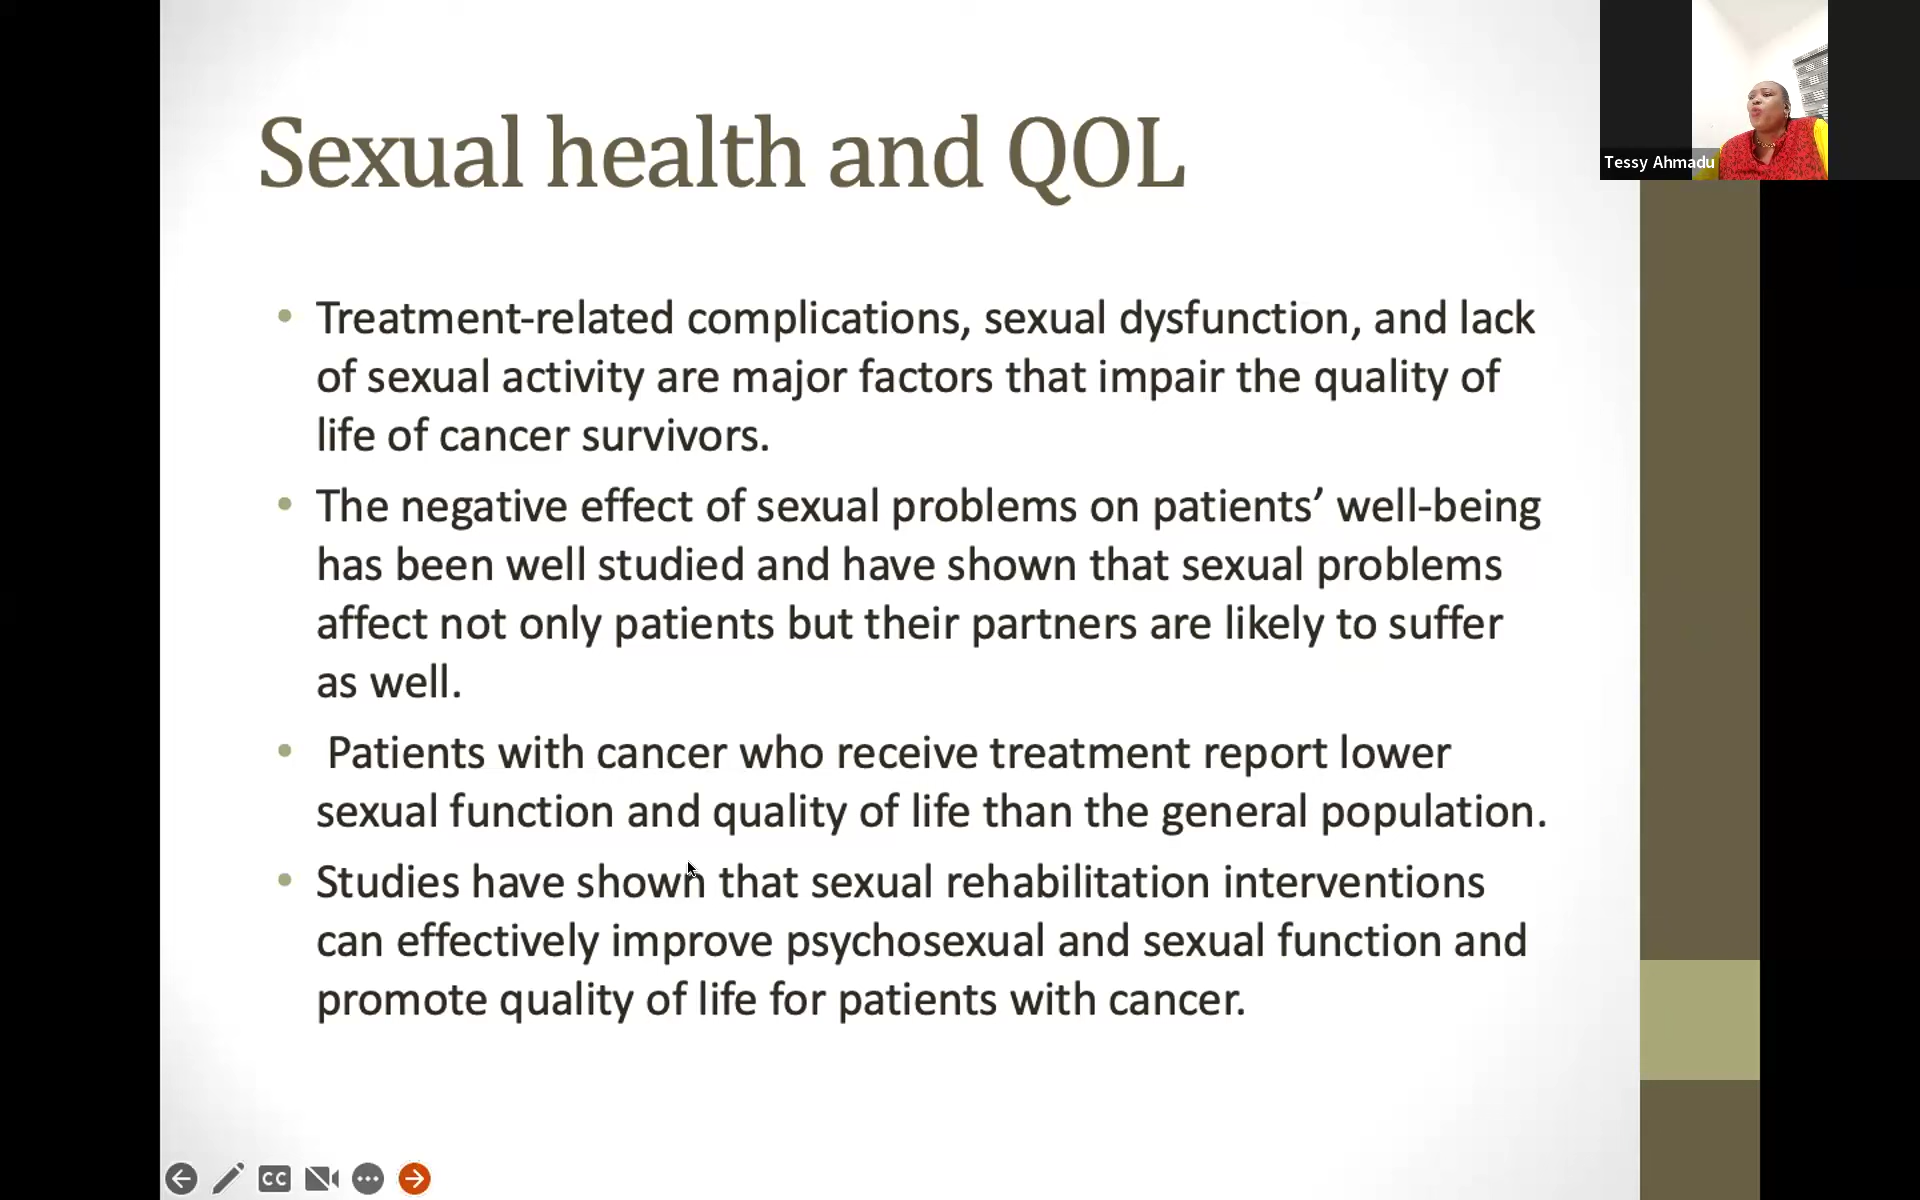 Sexual health and QOL
Tessy Ahmadu
• Treatment-related complications, sexual dysfunction, and lack
of sexual activity are major factors that impair the quality of
life of cancer survivors.
• The negative effect of sexual problems on patients’ well-being
has been well studied and have shown that sexual problems
affect not only patients but their partners are likely to suffer
as well.
• Patients with cancer who receive treatment report lower
sexual function and quality of life than the general population.
• Studies have shown that sexual rehabilitation interventions
can effectively improve psychosexual and sexual function and
promote quality of life for patients with cancer.
CC